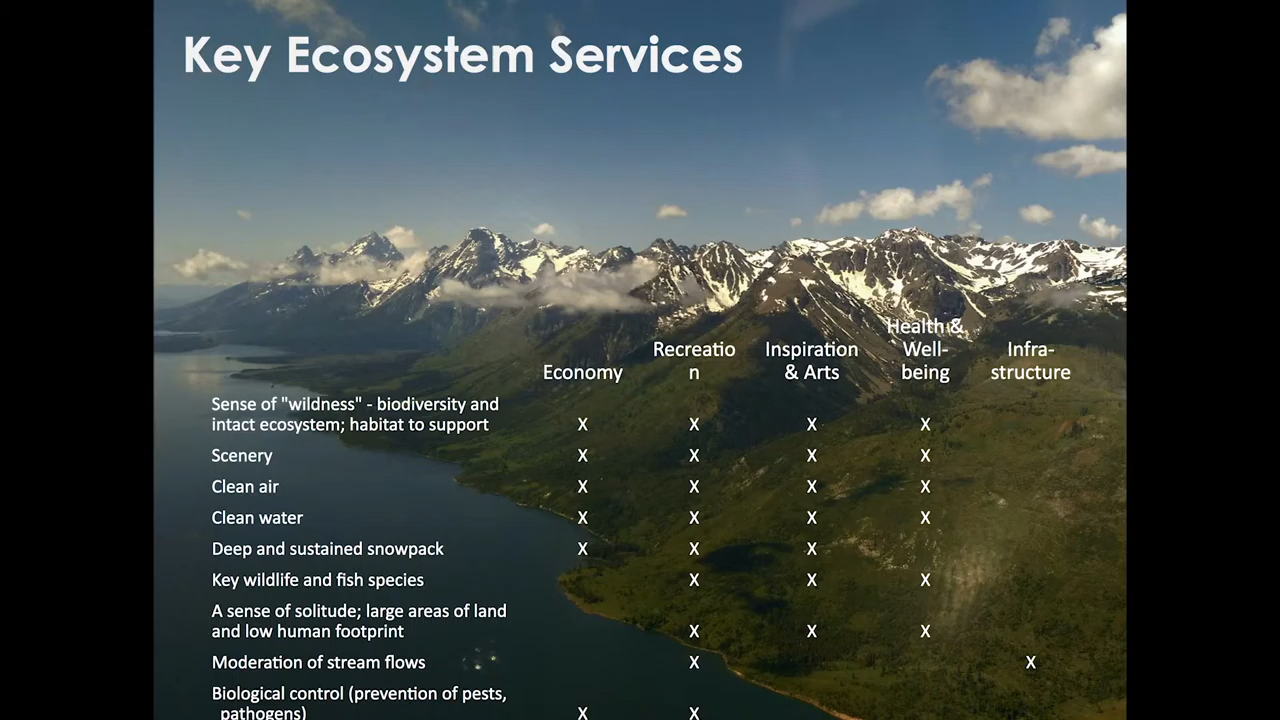 Key Ecosystem Services
Health &
Recreatio Inspiration Well- Infra-
Economy n & Arts being structure
Sense of "wildness" - biodiversity and
intact ecosystem; habitat to support X X X X
Scenery X X X X
Clean air X X X X
Clean water X X X X
Deep and sustained snowpack X X X
Key wildlife and fish species X X X
A sense of solitude; large areas of land
and low human footprint X X X
Moderation of stream flows X X
Biological control (prevention of pests,
pathogens) X X